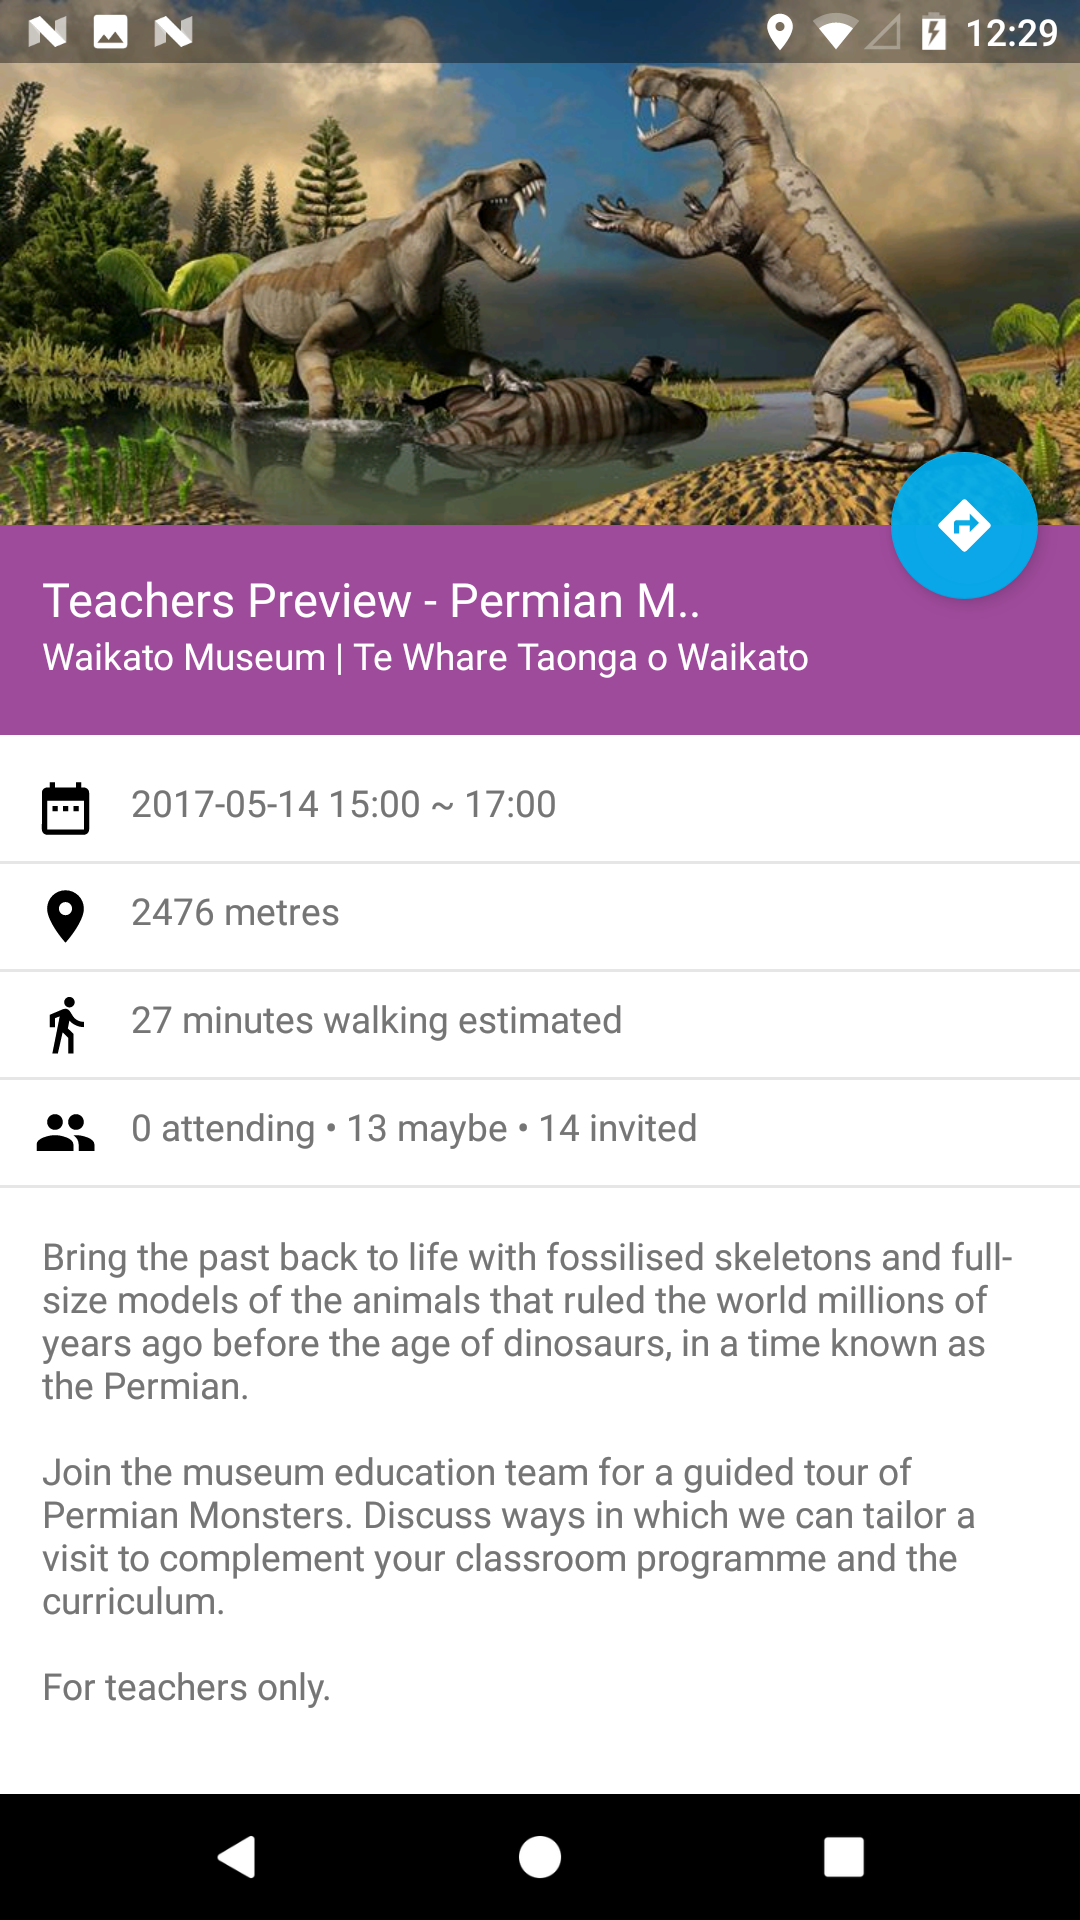 12:29
Teachers Preview - Permian M..
Waikato Museum | Te Whare Taonga o Waikato
2017-05-14 15:00 ~ 17:00
2476 metres
27 minutes walking estimated
0 attending • 13 maybe • 14 invited
Bring the past back to life with fossilised skeletons and full-
size models of the animals that ruled the world millions of
years ago before the age of dinosaurs, in a time known as
the Permian.
Join the museum education team for a guided tour of
Permian Monsters. Discuss ways in which we can tailor a
visit to complement your classroom programme and the
curriculum.
For teachers only.